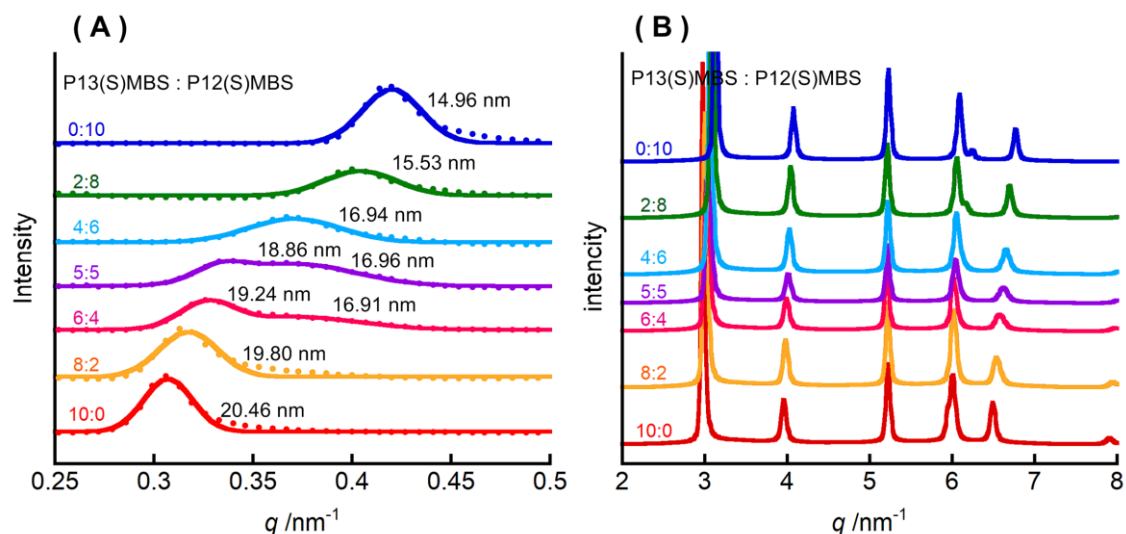 ( A )
P13(S)MBS : P12(S)MBS
0:10
14.96 nm
2:8
15.53 nm
4:6
16.94 nm
5:5
18.86 nm
16.96 nm
6:4
19.24 nm
16.91 nm
8:2
19.80 nm
10:0
20.46 nm
Intensity
0.25
0.3
0.35
0.4
0.45
0.5
q /nm-1
( B )
P13(S)MBS : P12(S)MBS
0:10
2:8
4:6
5:5
6:4
8:2
10:0
intencity
2
3
4
5
6
7
8
q /nm-1